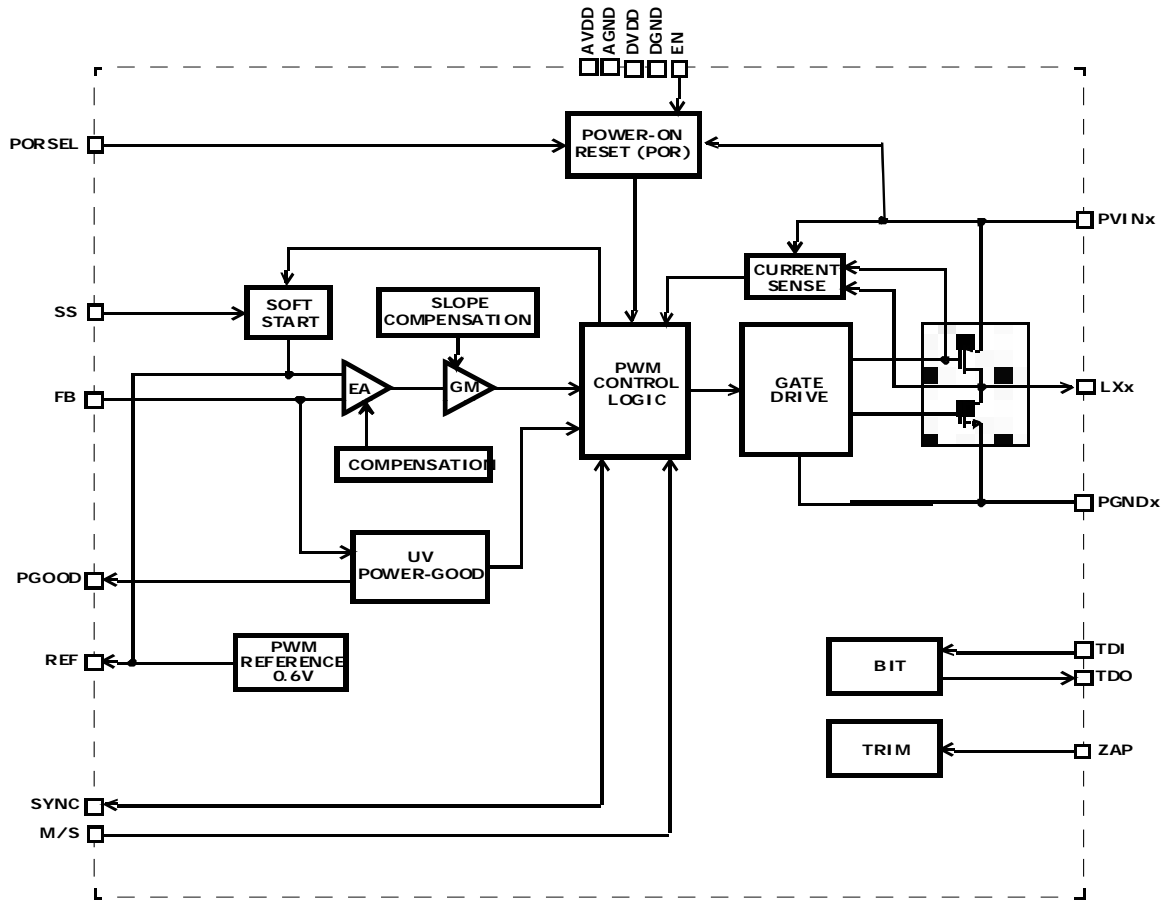 AVDD
AGND
DVDD
DGND
EN
PORSEL
POWER-ON
RESET (POR)
PVINx
CURRENT
SENSE
SS
SOFT
START
SLOPE
COMPENSATION
FB
EA
GM
PWM
CONTROL
LOGIC
GATE
DRIVE
LXx
COMPENSATION
PGNDx
UV
POWER-GOOD
PGOOD
REF
PWM
REFERENCE
0.6V
BIT
TDI
TDO
TRIM
ZAP
SYNC
M/S